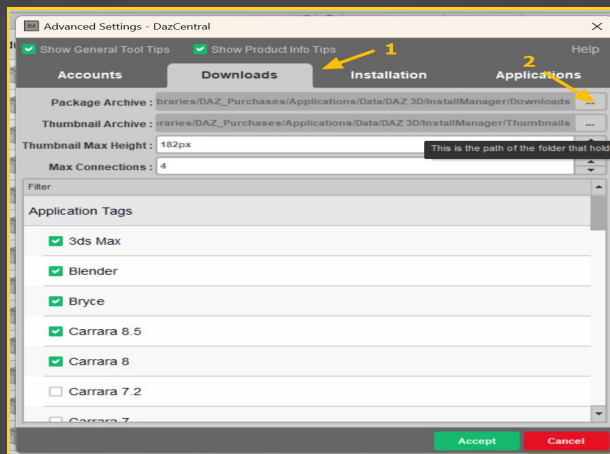 Advanced Settings - DazCentral
Show General Tool Tips Show Product Info Tips 1 Help
2
Accounts Downloads Installation Applications
Package Archive : braries/DAZ_Purchases/Applications/Data/DAZ 3D/InstallManager/Downloads ...
Thumbnail Archive : raries/DAZ_Purchases/Applications/Data/DAZ 3D/InstallManager/Thumbnails ...
Thumbnail Max Height : 182px
This is the path of the folder that hold
Max Connections : 4
Filter
Application Tags
3ds Max
Blender
Bryce
Carrara 8.5
Carrara 8
Carrara 7.2
Carrara 7
Accept Cancel